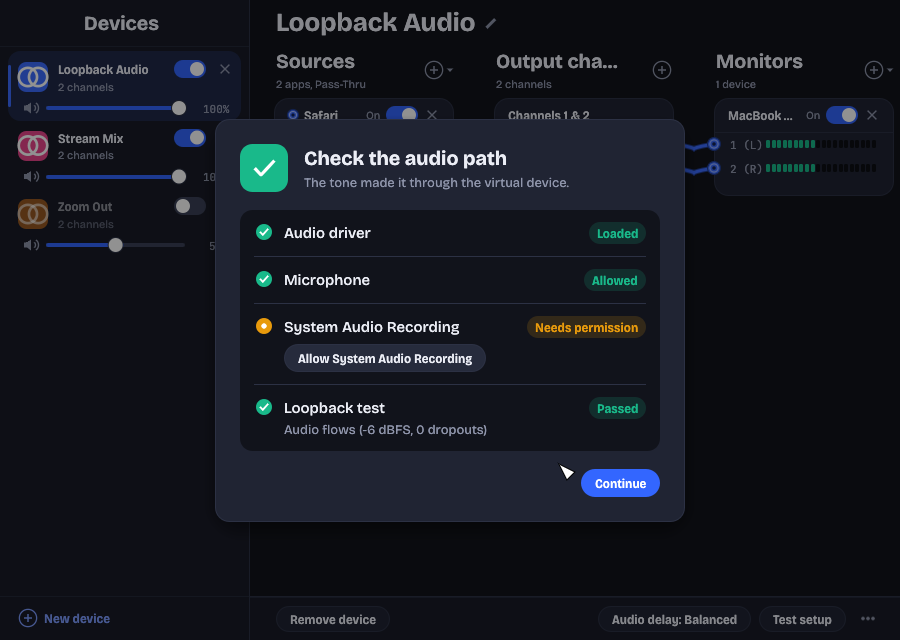 Devices
Loopback Audio
2 channels
100%
Stream Mix
2 channels
10
Zoom Out
2 channels
5
New device
Loopback Audio
Sources
2 apps, Pass-Thru
Output cha...
2 channels
Monitors
1 device
Safari
On
Channels 1 & 2
MacBook ...
On
1 (L)
2 (R)
Check the audio path
The tone made it through the virtual device.
Audio driver
Loaded
Microphone
Allowed
System Audio Recording
Needs permission
Allow System Audio Recording
Loopback test
Passed
Audio flows (-6 dBFS, 0 dropouts)
Continue
Remove device
Audio delay: Balanced
Test setup